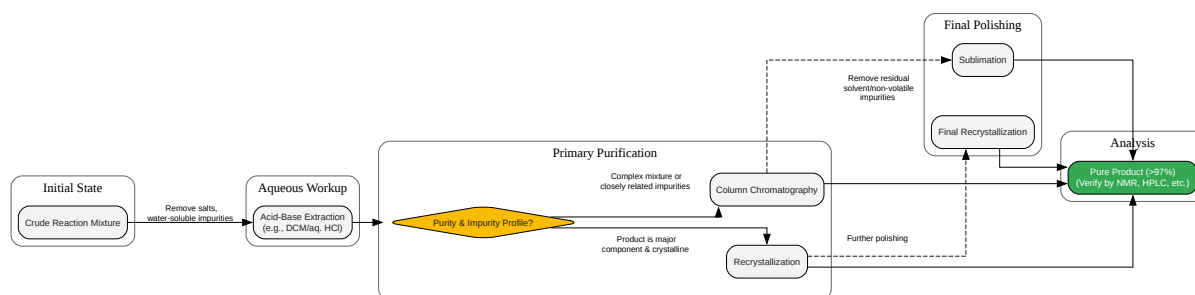 Initial State
Crude Reaction Mixture
Remove salts,
water-soluble impurities
Aqueous Workup
Acid-Base Extraction
(e.g., DCM/aq. HCl)
Primary Purification
Purity & Impurity Profile?
Complex mixture or
closely related impurities
Product is major
component & crystalline
Column Chromatography
Recrystallization
Remove residual
solvent/non-volatile
impurities
Further polishing
Final Polishing
Sublimation
Final Recrystallization
Analysis
Pure Product (>97%)
(Verify by NMR, HPLC, etc.)